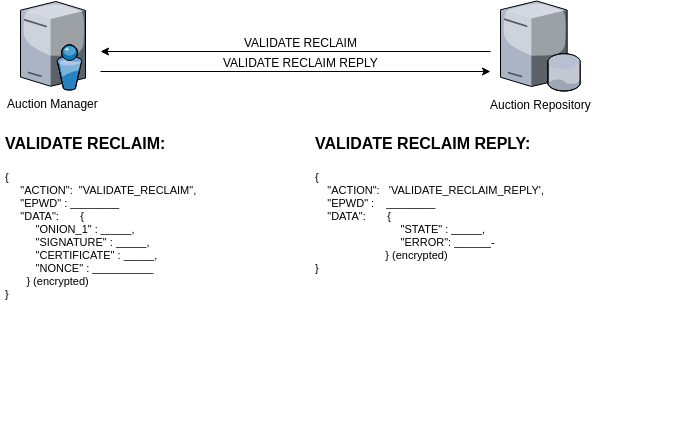 VALIDATE RECLAIM
VALIDATE RECLAIM REPLY
Auction Manager
Auction Repository
VALIDATE RECLAIM:
{
"ACTION": "VALIDATE_RECLAIM",
"EPWD" : ________
"DATA": {
"ONION_1" : _____,
"SIGNATURE" : _____,
"CERTIFICATE" : _____,
"NONCE" : __________
} (encrypted)
}
VALIDATE RECLAIM REPLY:
{
"ACTION": 'VALIDATE_RECLAIM_REPLY',
"EPWD" : ________
"DATA": {
"STATE" : _____,
"ERROR": ______-
} (encrypted)
}